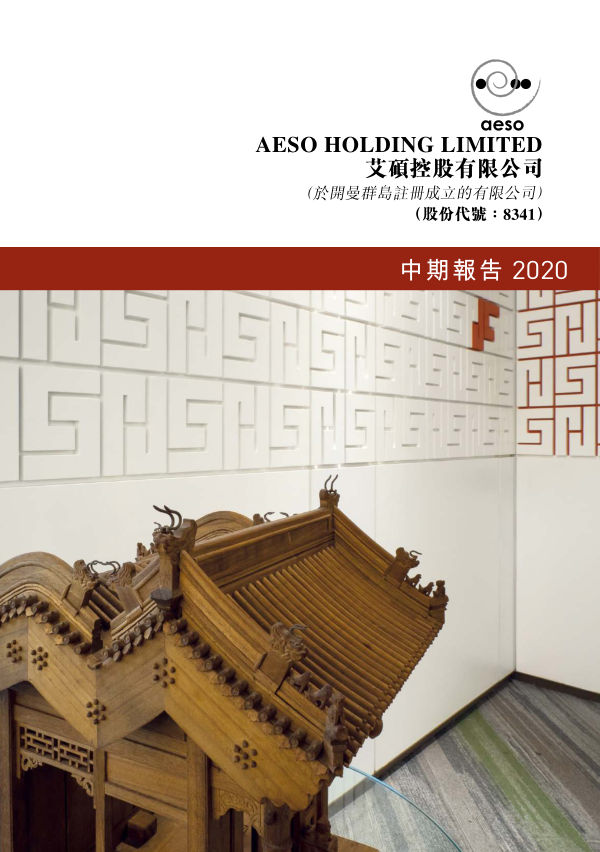 aeso
AESO HOLDING LIMITED
艾碩控股有限公司
(於開曼群島註冊成立的有限公司)
(股份代號：8341)
中期報告 2020